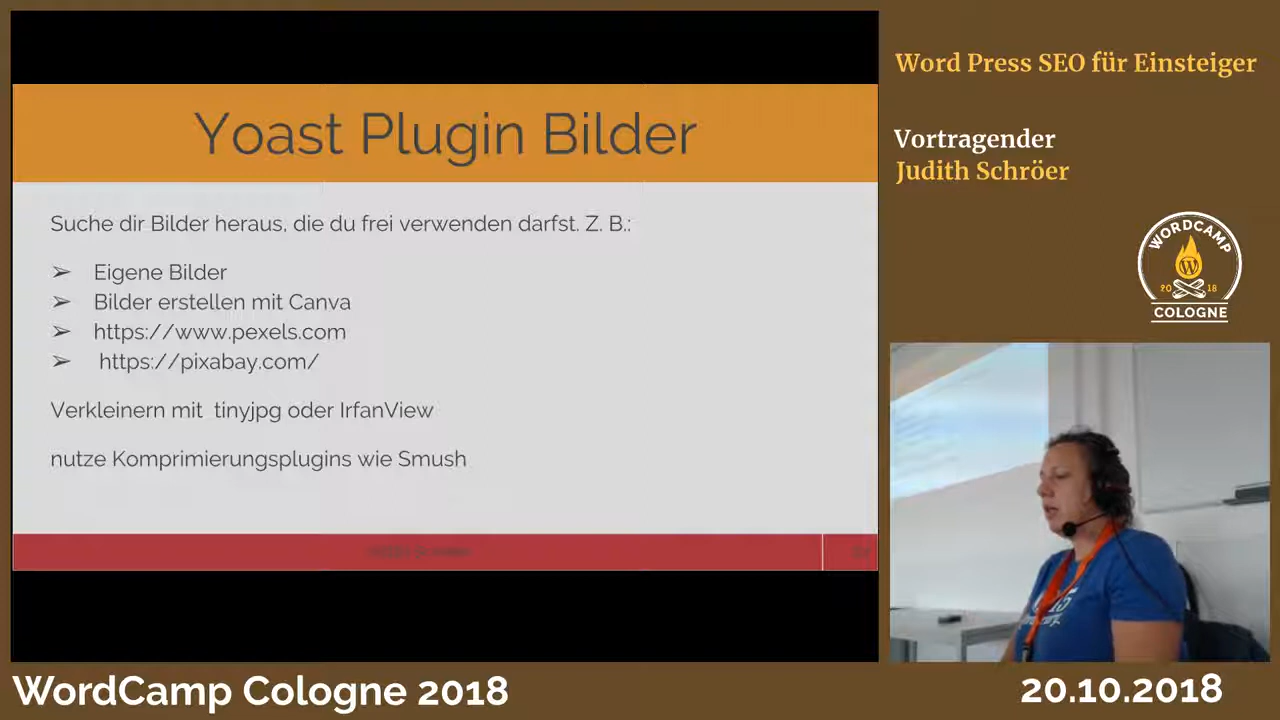 Yoast Plugin Bilder
Suche dir Bilder heraus, die du frei verwenden darfst. Z. B.:
➢ Eigene Bilder
➢ Bilder erstellen mit Canva
➢ https://www.pexels.com
➢ https://pixabay.com/
Verkleinern mit tinyjpg oder IrfanView
nutze Komprimierungsplugins wie Smush
Word Press SEO für Einsteiger
Vortragender
Judith Schröer
WORDCAMP
2018
COLOGNE
WordCamp Cologne 2018
20.10.2018